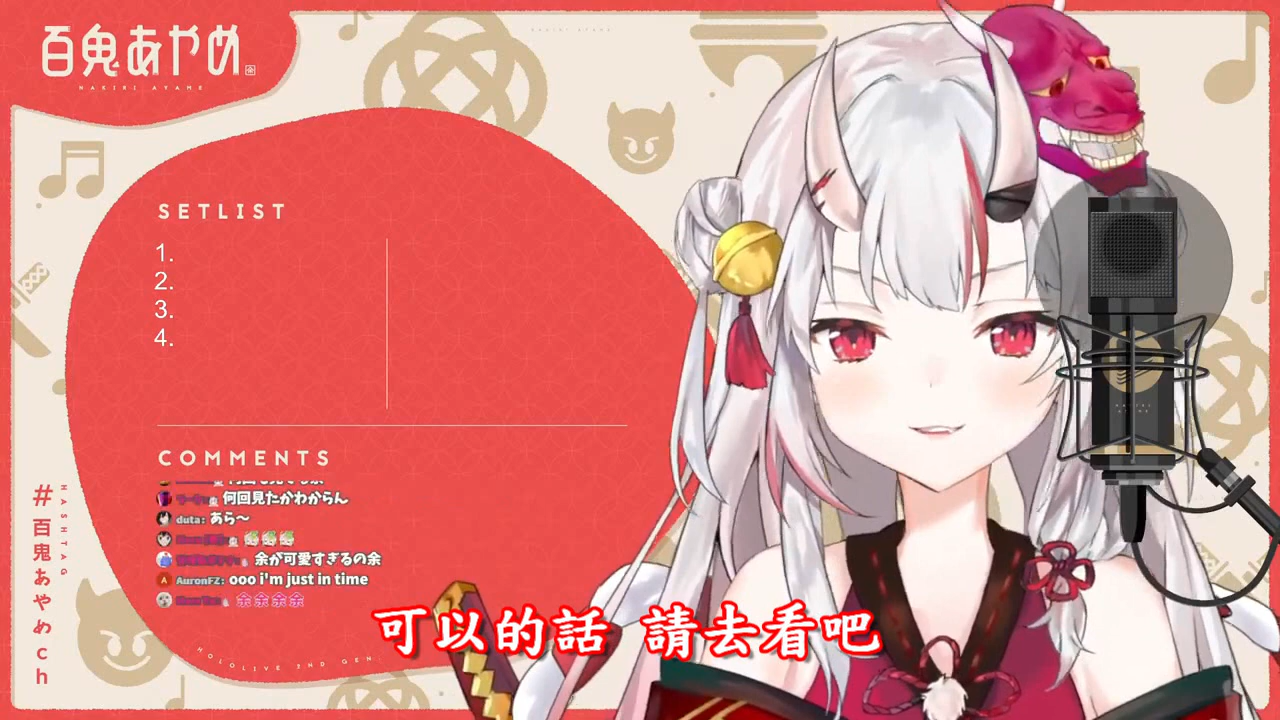 百鬼あやめ
NAKIRI AYAME
SETLIST
1.
2.
3.
4.
COMMENTS
何回見たかわからん
duta: あら〜
余が可愛すぎるの余
AuronFZ: ooo i'm just in time
余余余余
HOLOLIVE 2ND GEN.
#百鬼あやめch
HASHTAG
可以的話 請去看吧